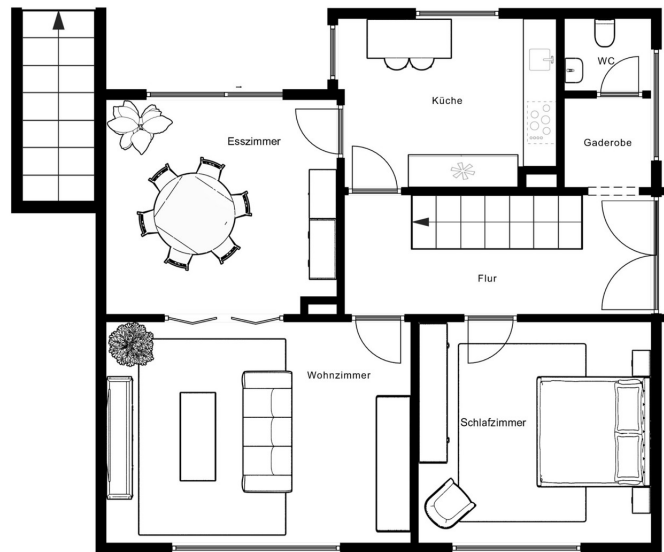 WC
Küche
Esszimmer
Gaderobe
Flur
Wohnzimmer
Schlafzimmer